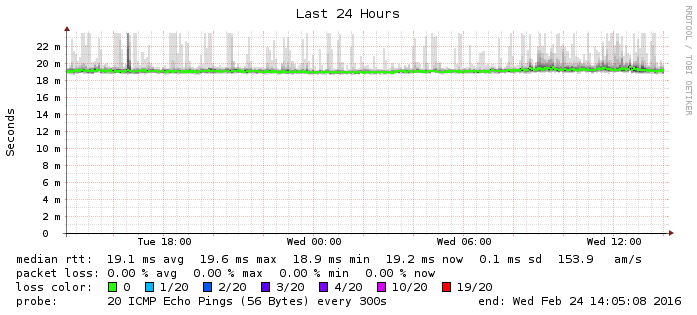 Last 24 Hours
RRDTOOL / TOBI OETIKER
Seconds
22 m
20 m
18 m
16 m
14 m
12 m
10 m
8 m
6 m
4 m
2 m
0
Tue 18:00 Wed 00:00 Wed 06:00 Wed 12:00
median rtt: 19.1 ms avg 19.6 ms max 18.9 ms min 19.2 ms now 0.1 ms sd 153.9 am/s
packet loss: 0.00 % avg 0.00 % max 0.00 % min 0.00 % now
loss color: 0 1/20 2/20 3/20 4/20 10/20 19/20
probe: 20 ICMP Echo Pings (56 Bytes) every 300s end: Wed Feb 24 14:05:08 2016